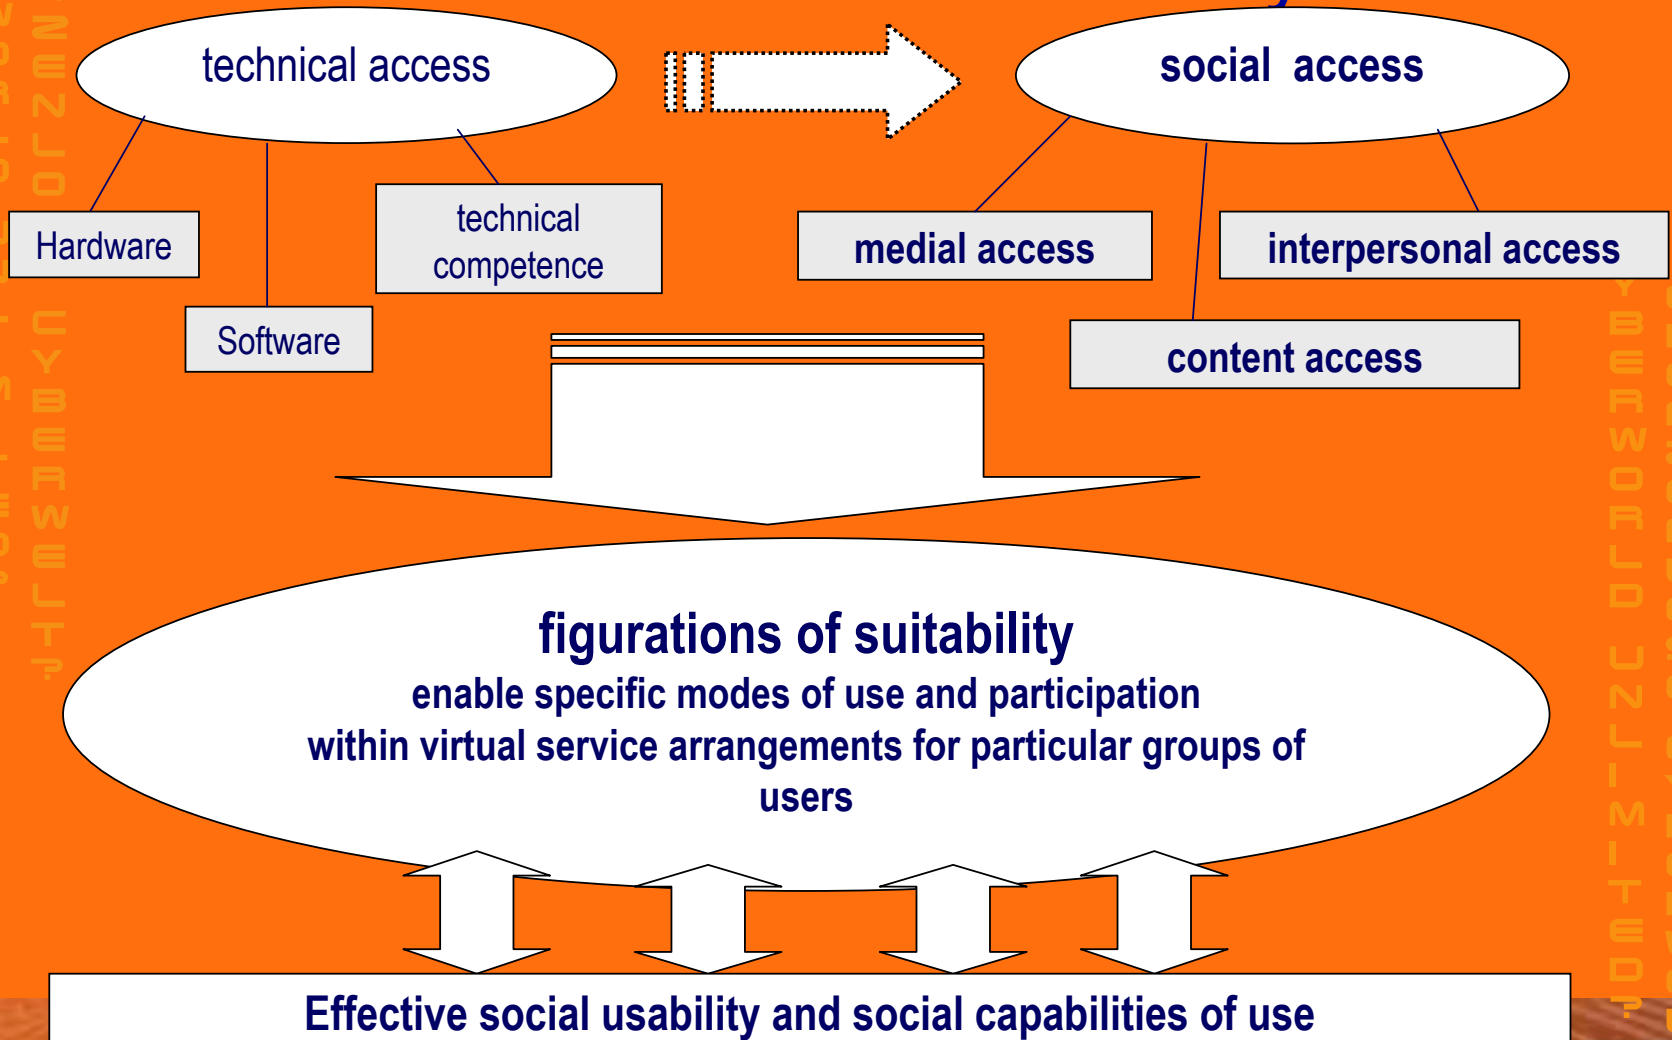 technical access
social access
Hardware
technical
competence
Software
medial access
interpersonal access
content access
figurations of suitability
enable specific modes of use and participation
within virtual service arrangements for particular groups of
users
Effective social usability and social capabilities of use